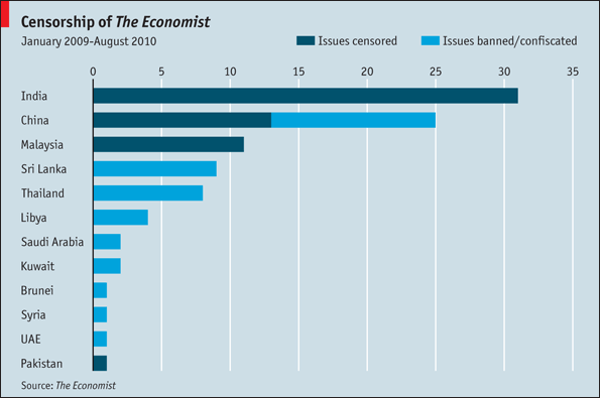 Censorship of The Economist
January 2009-August 2010
Issues censored
Issues banned/confiscated
0 5 10 15 20 25 30 35
India
China
Malaysia
Sri Lanka
Thailand
Libya
Saudi Arabia
Kuwait
Brunei
Syria
UAE
Pakistan
Source: The Economist